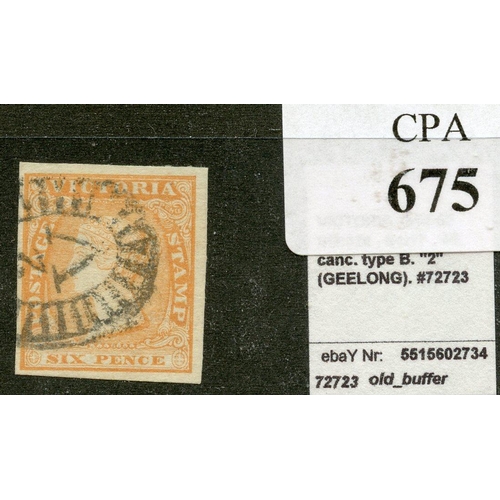 CPA
675
canc. type B. "2"
(GEELONG). #72723
ebaY Nr: 5515602734
72723 old_buffer
VICTORIA
POSTAGE
STAMP
SIX PENCE